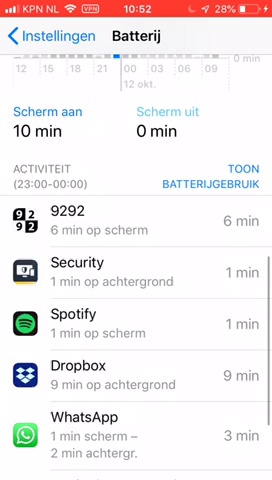 KPN NL VPN 10:52 28%
Instellingen Batterij
0 min
12 15 18 21 00 03 06 09
12 okt.
Scherm aan Scherm uit
10 min 0 min
ACTIVITEIT TOON
(23:00-00:00) BATTERIJGEBRUIK
92
92
9292
6 min
6 min op scherm
Security
1 min
1 min op achtergrond
Spotify
1 min
1 min op scherm
Dropbox
9 min
9 min op achtergrond
WhatsApp
3 min
1 min scherm –
2 min achtergr.